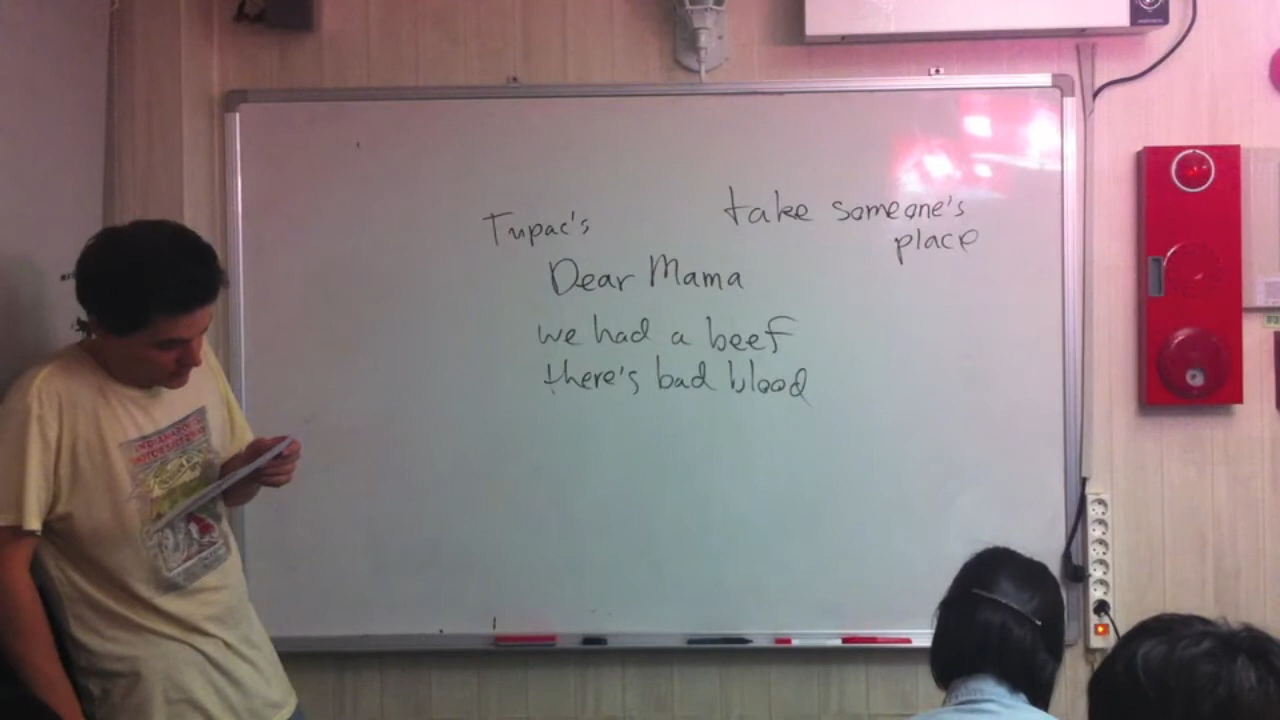 Tupac's
Dear Mama
we had a beef
there's bad blood
take someone's
place